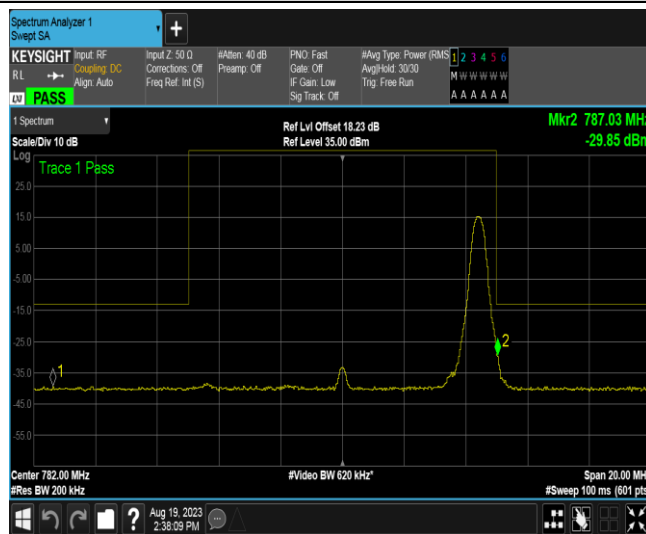 Spectrum Analyzer 1
Swept SA
+
KEYSIGHT Input: RF Input Z: 50 Ω #Atten: 40 dB PNO: Fast #Avg Type: Power (RMS 1 2 3 4 5 6
RL Coupling: DC Corrections: Off Preamp: Off Gate: Off Avg|Hold: 30/30 M W W W W W
Align: Auto Freq Ref: Int (S) IF Gain: Low Trig: Free Run
LXI PASS Sig Track: Off A A A A A A
1 Spectrum Ref Lvl Offset 18.23 dB Mkr2 787.03 MHz
Scale/Div 10 dB Ref Level 35.00 dBm -29.85 dBm
Log
Trace 1 Pass
25.0
15.0
5.00
-5.00
-15.0
-25.0
2
-35.0
1
-45.0
-55.0
Center 782.00 MHz #Video BW 620 kHz* Span 20.00 MHz
#Res BW 200 kHz #Sweep 100 ms (601 pts
? Aug 19, 2023
2:38:09 PM